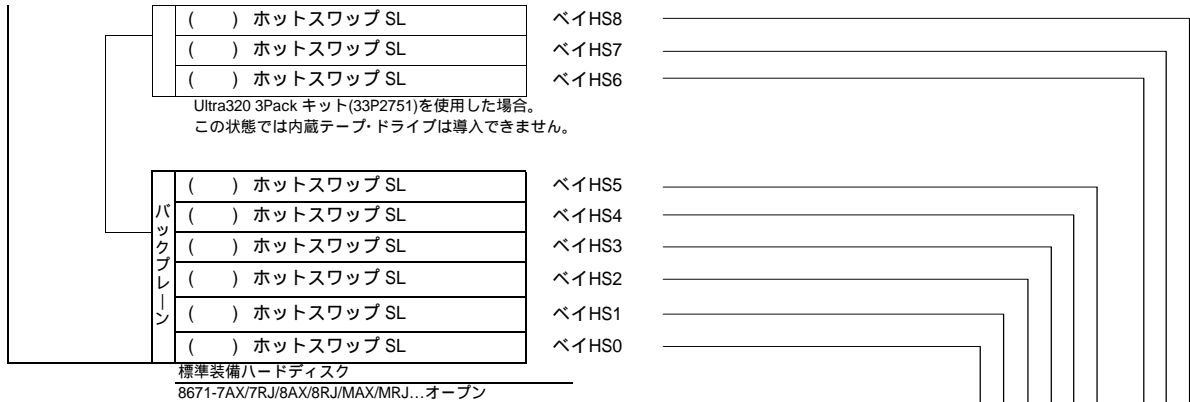 ( ) ホットスワップ SL ベイHS8
( ) ホットスワップ SL ベイHS7
( ) ホットスワップ SL ベイHS6
Ultra320 3Pack キット(33P2751)を使用した場合。
この状態では内蔵テープ・ドライブは導入できません。
バックプレーン
( ) ホットスワップ SL ベイHS5
( ) ホットスワップ SL ベイHS4
( ) ホットスワップ SL ベイHS3
( ) ホットスワップ SL ベイHS2
( ) ホットスワップ SL ベイHS1
( ) ホットスワップ SL ベイHS0
標準装備ハードディスク
8671-7AX/7RJ/8AX/8RJ/MAX/MRJ…オープン